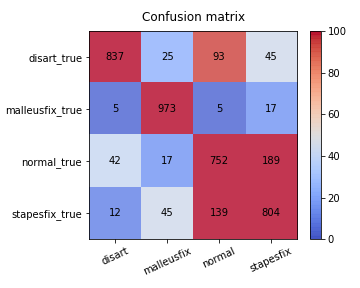 Confusion matrix
disart_true 837 25 93 45
malleusfix_true 5 973 5 17
normal_true 42 17 752 189
stapesfix_true 12 45 139 804
disart malleusfix normal stapesfix
100
80
60
40
20
0